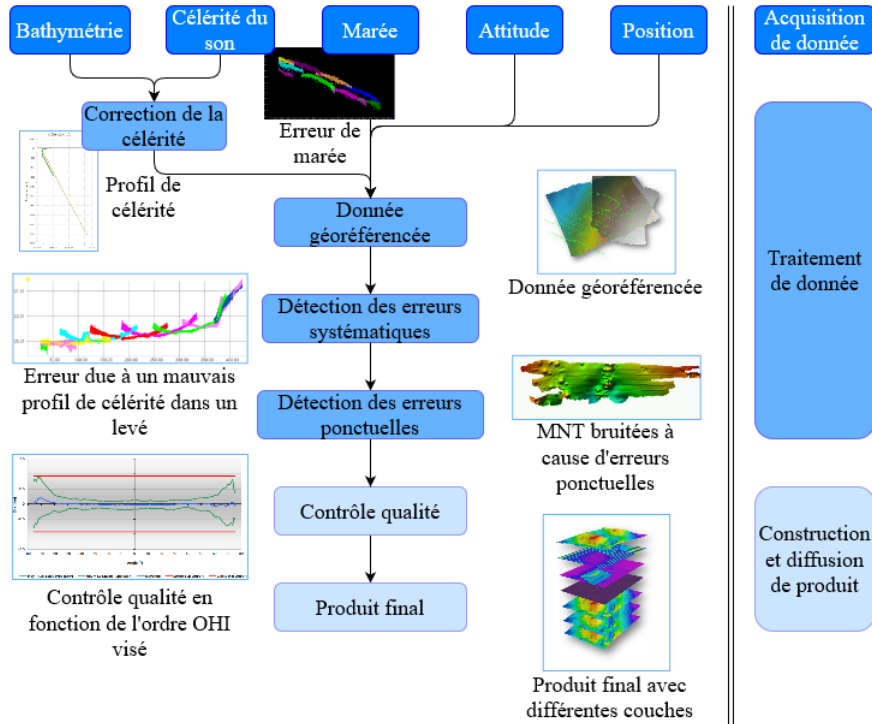 Bathymétrie
Célérité du
son
Marée
Attitude
Position
Acquisition
de donnée
Correction de la
célérité
Erreur de
marée
Profil de
célérité
Donnée
géoréférencée
Donnée géoréférencée
Traitement
de donnée
Détection des erreurs
systématiques
Erreur due à un mauvais
profil de célérité dans un
levé
Détection des erreurs
ponctuelles
MNT bruitées à
cause d'erreurs
ponctuelles
Contrôle qualité
Construction
et diffusion
de produit
Contrôle qualité en
fonction de l'ordre OHI
visé
Produit final
Produit final avec
différentes couches